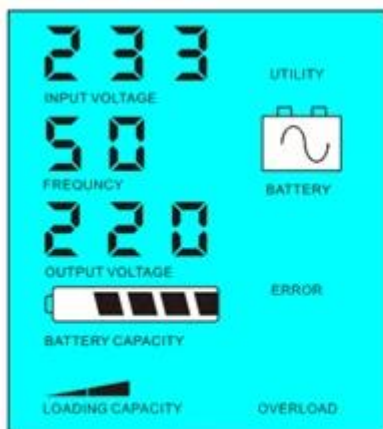 233
UTILITY
INPUT VOLTAGE
50
FREQUNCY
BATTERY
220
OUTPUT VOLTAGE
ERROR
BATTERY CAPACITY
LOADING CAPACITY
OVERLOAD